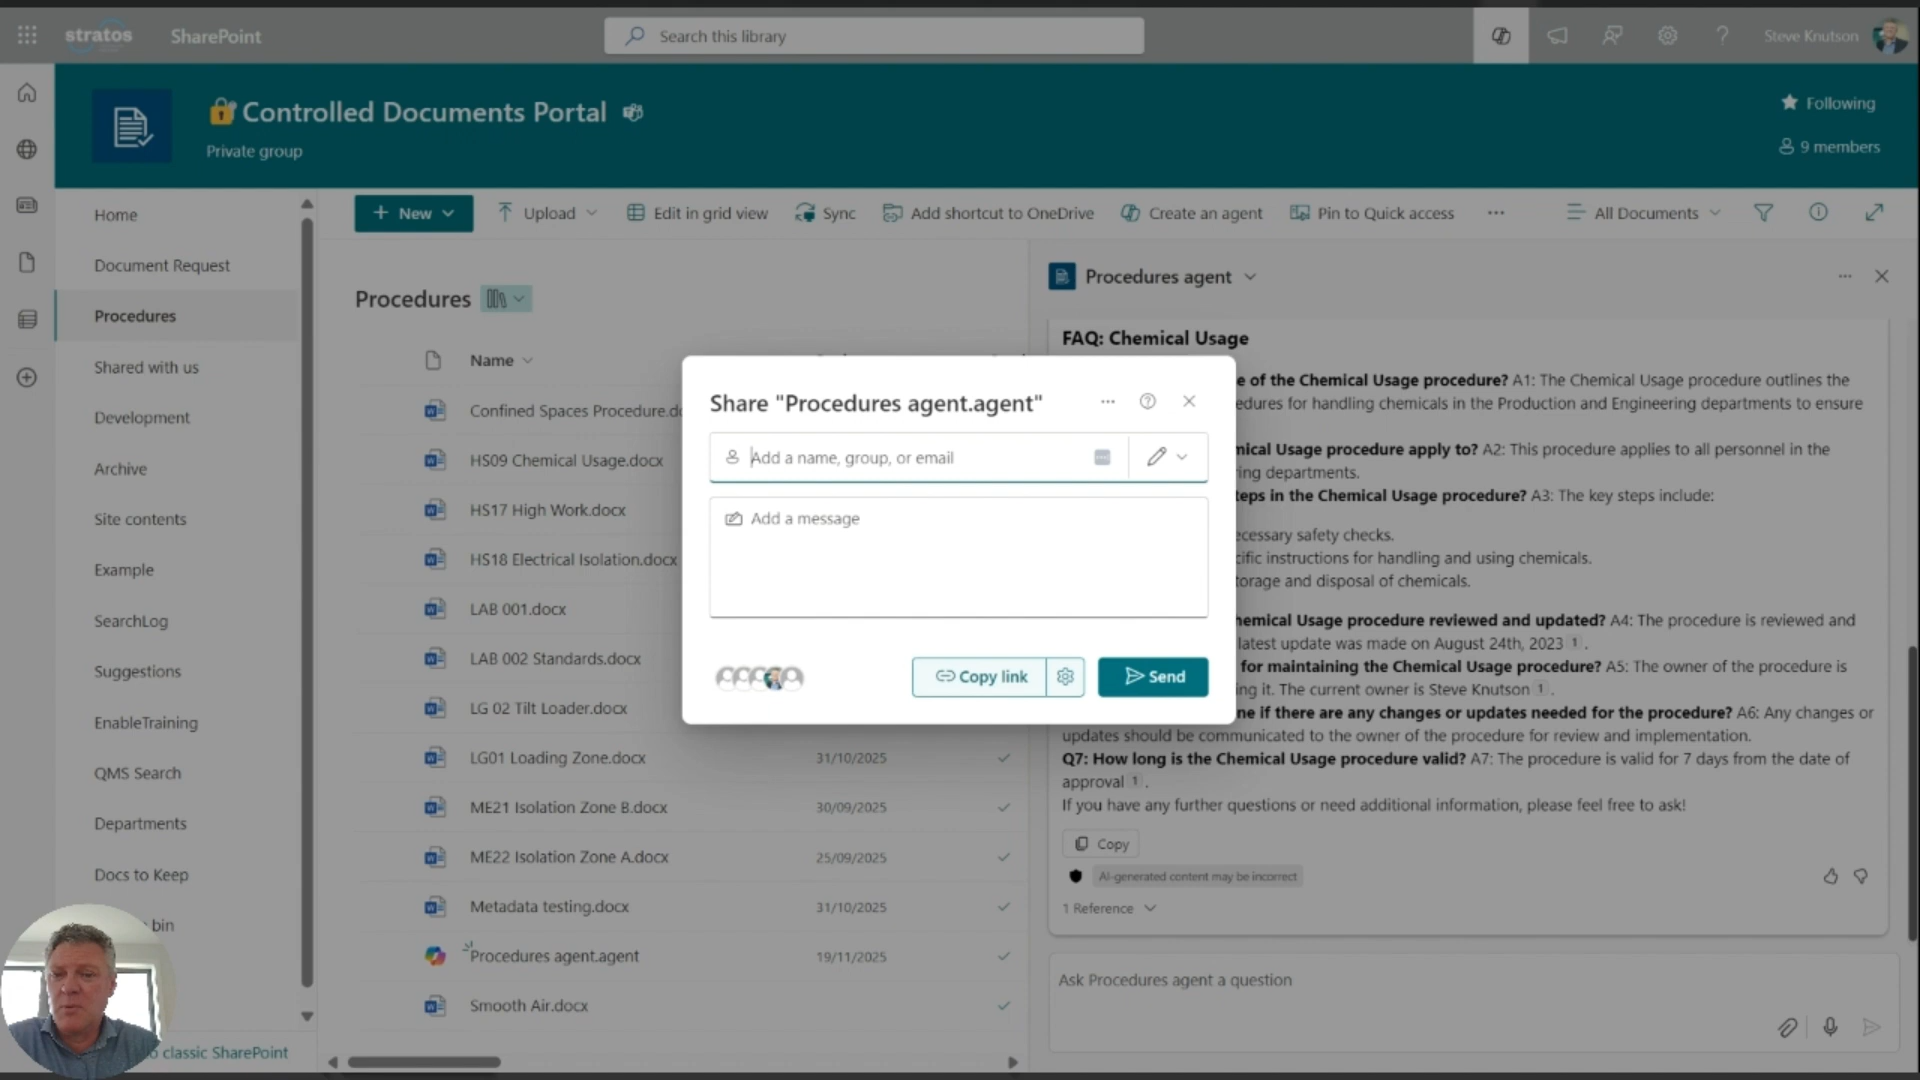 stratos
SharePoint
Search this library
Steve Knutson
Controlled Documents Portal
Private group
Following
9 members
Home
Document Request
Procedures
Shared with us
Development
Archive
Site contents
Example
SearchLog
Suggestions
EnableTraining
QMS Search
Departments
Docs to Keep
bin
classic SharePoint
New
Upload
Edit in grid view
Sync
Add shortcut to OneDrive
Create an agent
Pin to Quick access
All Documents
Procedures
Name
Confined Spaces Procedure.do
HS09 Chemical Usage.docx
HS17 High Work.docx
HS18 Electrical Isolation.docx
LAB 001.docx
LAB 002 Standards.docx
LG 02 Tilt Loader.docx
LG01 Loading Zone.docx 31/10/2025
ME21 Isolation Zone B.docx 30/09/2025
ME22 Isolation Zone A.docx 25/09/2025
Metadata testing.docx 31/10/2025
Procedures agent.agent 19/11/2025
Smooth Air.docx
Share "Procedures agent.agent"
Add a name, group, or email
Add a message
Copy link
Send
Procedures agent
FAQ: Chemical Usage
e of the Chemical Usage procedure? A1: The Chemical Usage procedure outlines the
edures for handling chemicals in the Production and Engineering departments to ensure
mical Usage procedure apply to? A2: This procedure applies to all personnel in the
ing departments.
teps in the Chemical Usage procedure? A3: The key steps include:
ecessary safety checks.
cific instructions for handling and using chemicals.
torage and disposal of chemicals.
hemical Usage procedure reviewed and updated? A4: The procedure is reviewed and
latest update was made on August 24th, 2023 1 .
for maintaining the Chemical Usage procedure? A5: The owner of the procedure is
ng it. The current owner is Steve Knutson 1 .
ne if there are any changes or updates needed for the procedure? A6: Any changes or
updates should be communicated to the owner of the procedure for review and implementation.
Q7: How long is the Chemical Usage procedure valid? A7: The procedure is valid for 7 days from the date of
approval 1 .
If you have any further questions or need additional information, please feel free to ask!
Copy
AI-generated content may be incorrect
1 Reference
Ask Procedures agent a question